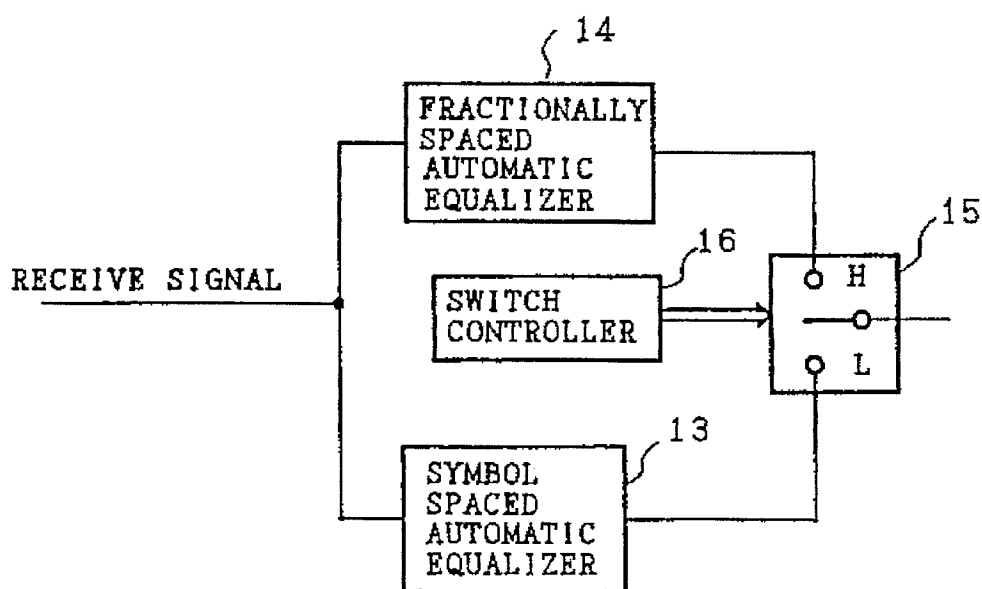 14
FRACTIONALLY
SPACED
AUTOMATIC
EQUALIZER
15
16
RECEIVE SIGNAL
H
SWITCH
CONTROLLER
L
13
SYMBOL
SPACED
AUTOMATIC
EQUALIZER